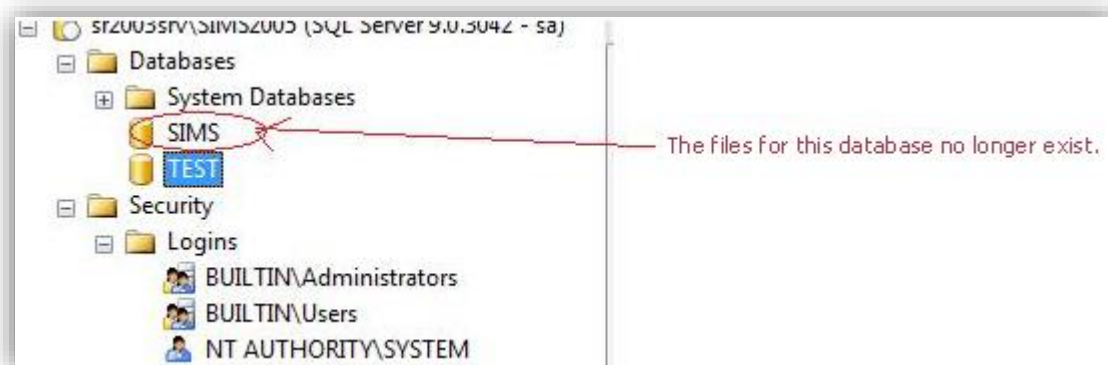 sr2003srv\SIMS2005 (SQL Server 9.0.3042 - sa)
Databases
System Databases
SIMS
The files for this database no longer exist.
TEST
Security
Logins
BUILTIN\Administrators
BUILTIN\Users
NT AUTHORITY\SYSTEM